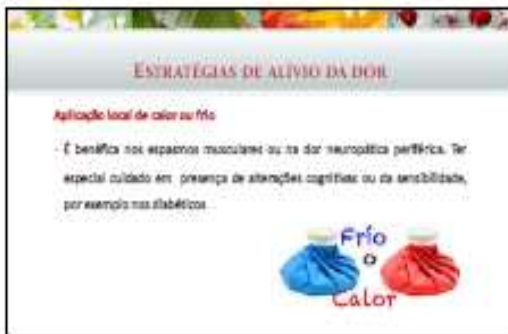 ESTRATÉGIAS DE ALÍVIO DA DOR
Aplicação local de calor ou frio
- É benéfica nos espasmos musculares ou na dor neuropática periférica. Ter
especial cuidado em presença de alterações cognitivas ou da sensibilidade,
por exemplo nos diabéticos
Frío
o
Calor